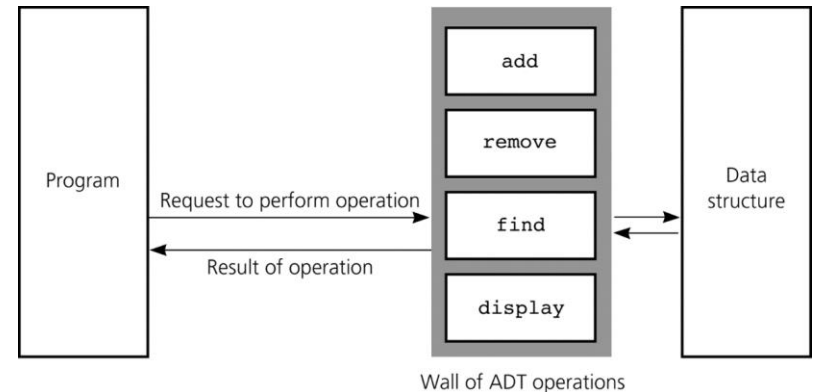 add
remove
Program
Data
structure
Request to perform operation
find
Result of operation
display
Wall of ADT operations